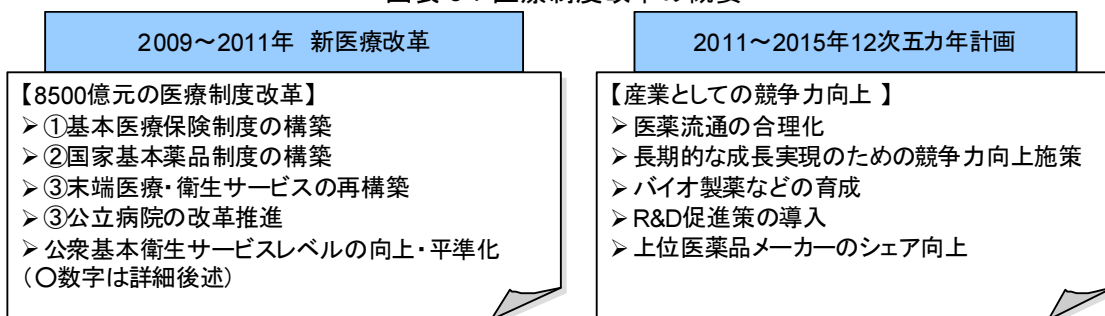 2009～2011年 新医療改革
【8500億元の医療制度改革】
➢①基本医療保険制度の構築
➢②国家基本薬品制度の構築
➢③末端医療・衛生サービスの再構築
➢③公立病院の改革推進
➢公衆基本衛生サービスレベルの向上・平準化
（○数字は詳細後述）
2011～2015年12次五カ年計画
【産業としての競争力向上 】
➢医薬流通の合理化
➢長期的な成長実現のための競争力向上施策
➢バイオ製薬などの育成
➢R&D促進策の導入
➢上位医薬品メーカーのシェア向上